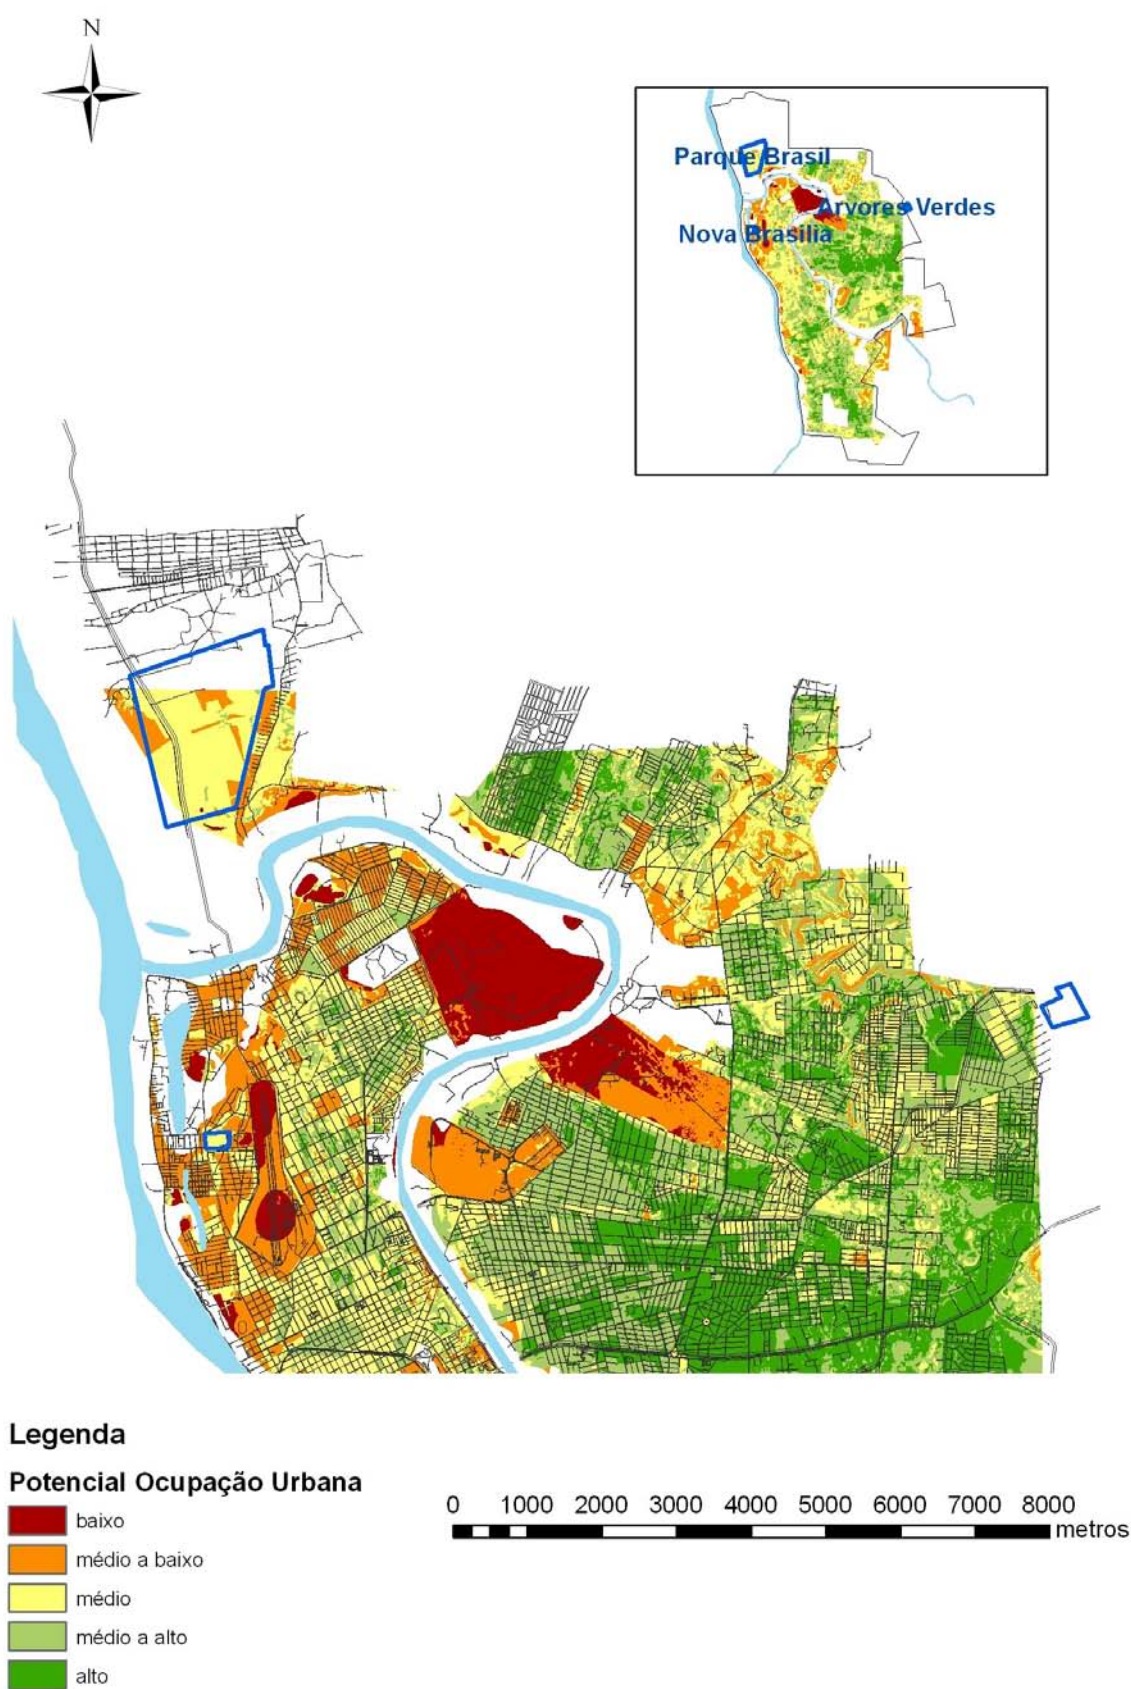 N
Parque Brasil
Arvores Verdes
Nova Brasilia
Legenda
Potencial Ocupação Urbana
baixo
médio a baixo
médio
médio a alto
alto
0 1000 2000 3000 4000 5000 6000 7000 8000
metros